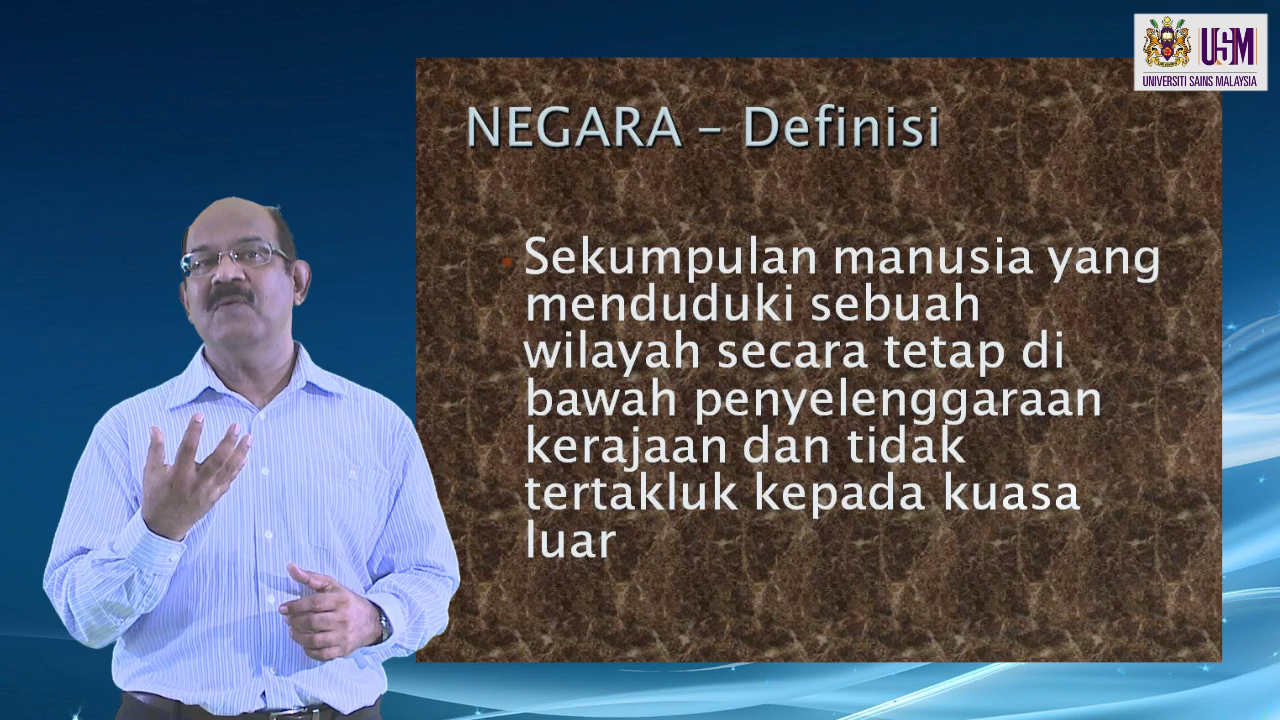 USM
UNIVERSITI SAINS MALAYSIA
NEGARA – Definisi
Sekumpulan manusia yang
menduduki sebuah
wilayah secara tetap di
bawah penyelenggaraan
kerajaan dan tidak
tertakluk kepada kuasa
luar